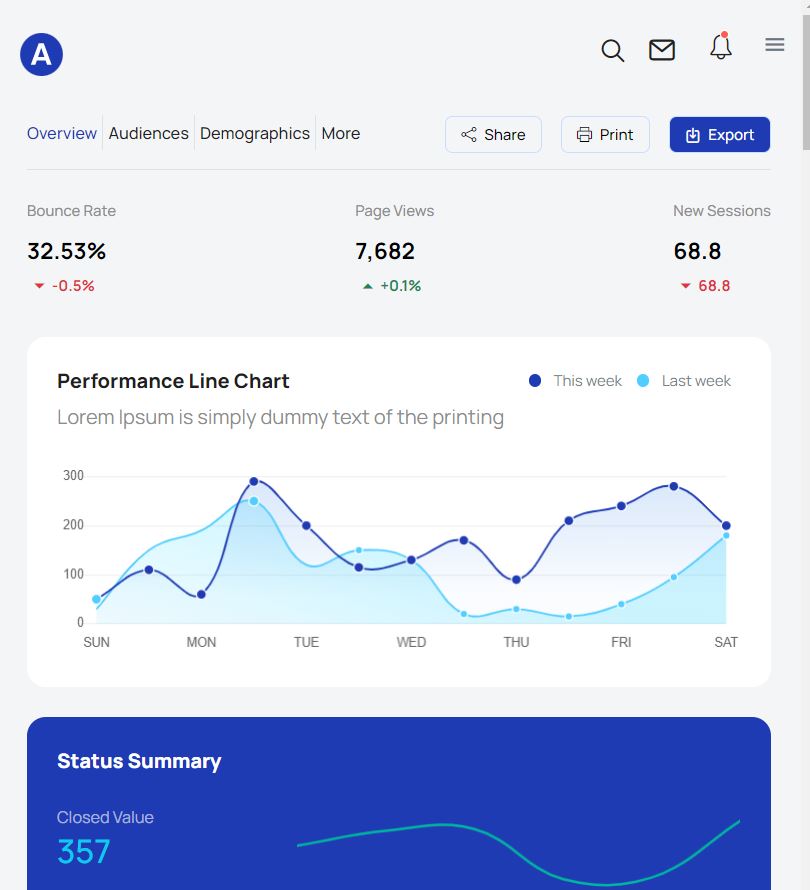 A
Overview Audiences Demographics More Share Print Export
Bounce Rate Page Views New Sessions
32.53% 7,682 68.8
-0.5% +0.1% 68.8
Performance Line Chart This week Last week
Lorem Ipsum is simply dummy text of the printing
300
200
100
0
SUN MON TUE WED THU FRI SAT
Status Summary
Closed Value
357